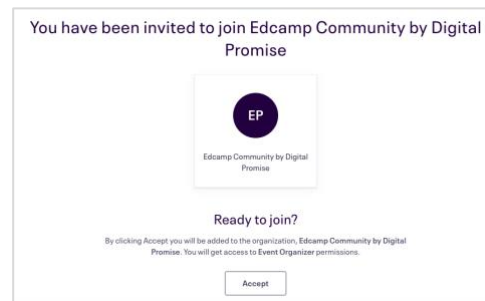 You have been invited to join Edcamp Community by Digital
Promise
EP
Edcamp Community by Digital
Promise
Ready to join?
By clicking Accept you will be added to the organization, Edcamp Community by Digital
Promise. You will get access to Event Organizer permissions.
Accept